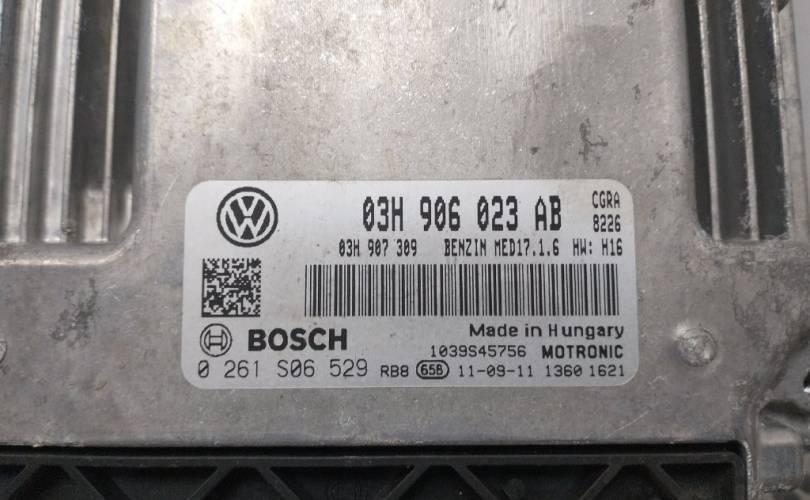 03H 906 023 AB CGRA
8226
03H 907 309 BENZIN MED17.1.6 HW: H16
BOSCH
Made in Hungary
1039S45756 MOTRONIC
0 261 S06 529 RB8 65B 11-09-11 1360 1621